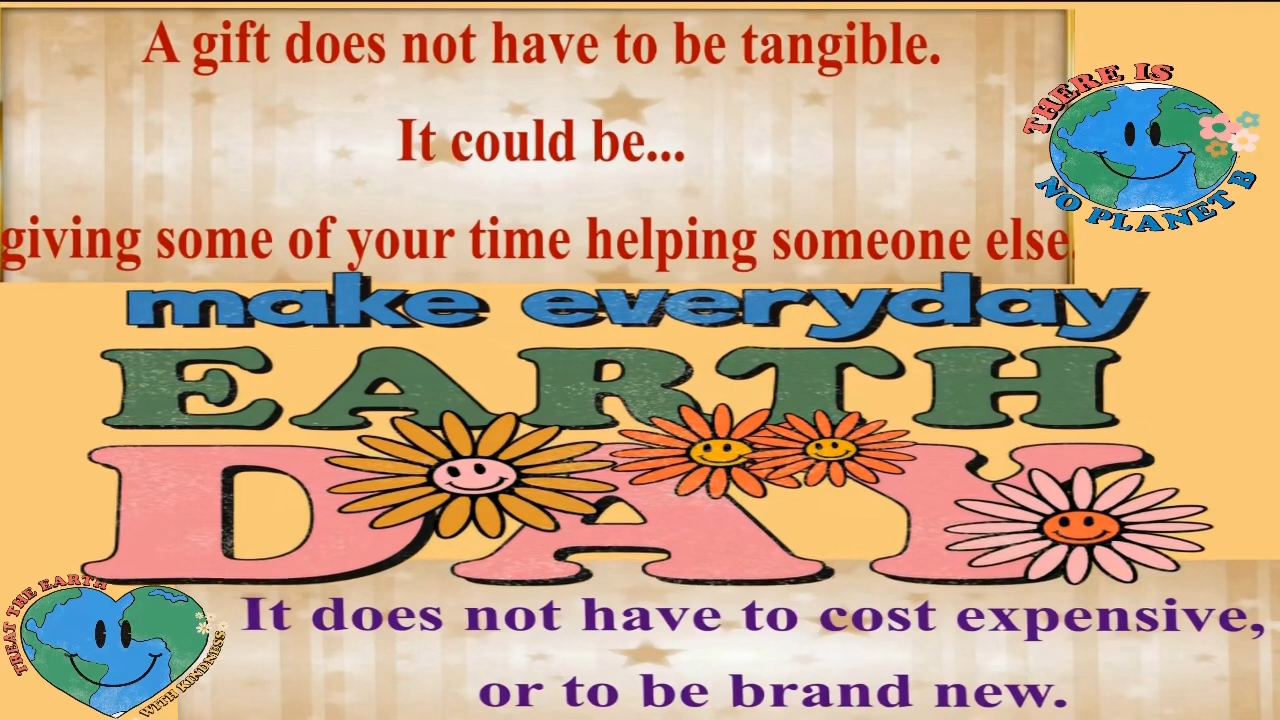 A gift does not have to be tangible.
It could be...
giving some of your time helping someone else.
THERE IS
NO PLANET B
make everyday
EARTH
DAY
TREAT THE EARTH
WITH KINDNESS
It does not have to cost expensive,
or to be brand new.